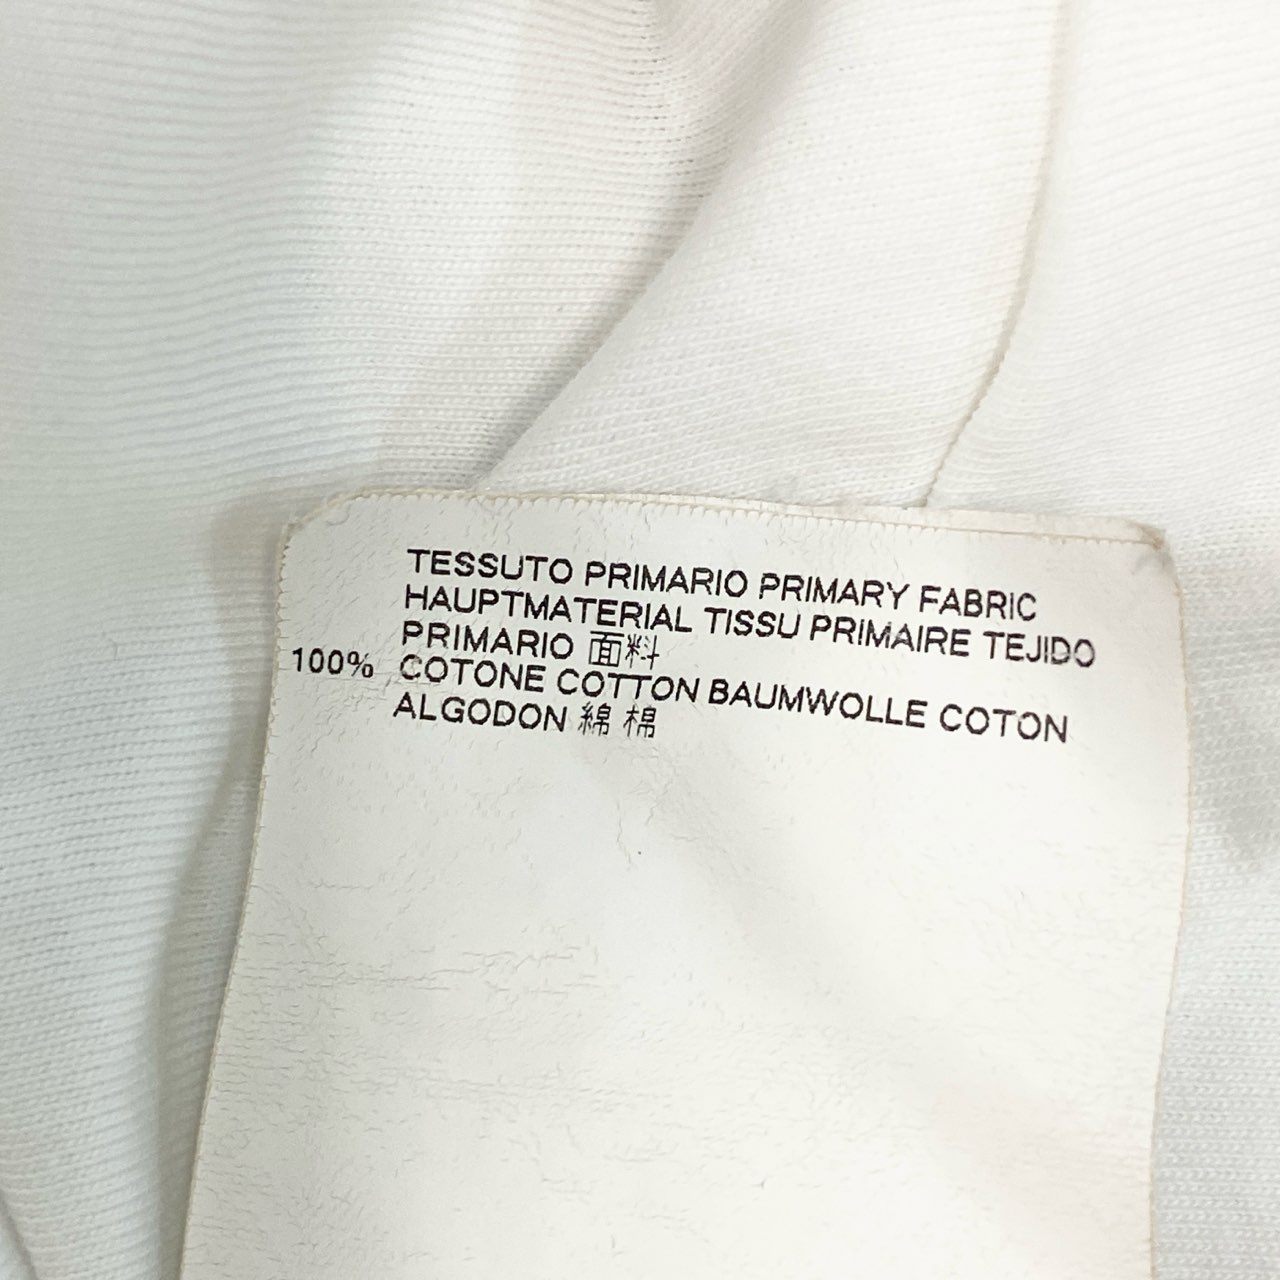 TESSUTO PRIMARIO PRIMARY FABRIC
HAUPTMATERIAL TISSU PRIMAIRE TEJIDO
PRIMARIO 面料
100% COTONE COTTON BAUMWOLLE COTON
ALGODON 綿 棉